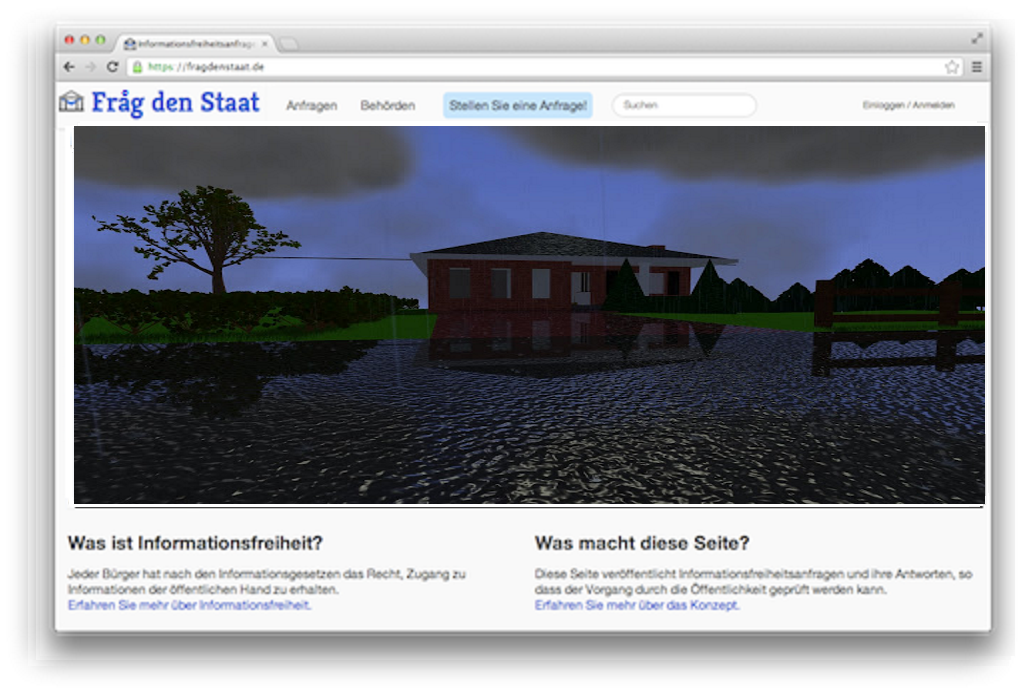 Informationsfreiheitsanfrag
https://fragdenstaat.de
Fråg den Staat
Anfragen
Behörden
Stellen Sie eine Anfrage!
Suchen
Einloggen / Anmelden
Was ist Informationsfreiheit?
Jeder Bürger hat nach den Informationsgesetzen das Recht, Zugang zu
Informationen der öffentlichen Hand zu erhalten.
Erfahren Sie mehr über Informationsfreiheit.
Was macht diese Seite?
Diese Seite veröffentlicht Informationsfreiheitsanfragen und ihre Antworten, so
dass der Vorgang durch die Öffentlichkeit geprüft werden kann.
Erfahren Sie mehr über das Konzept.